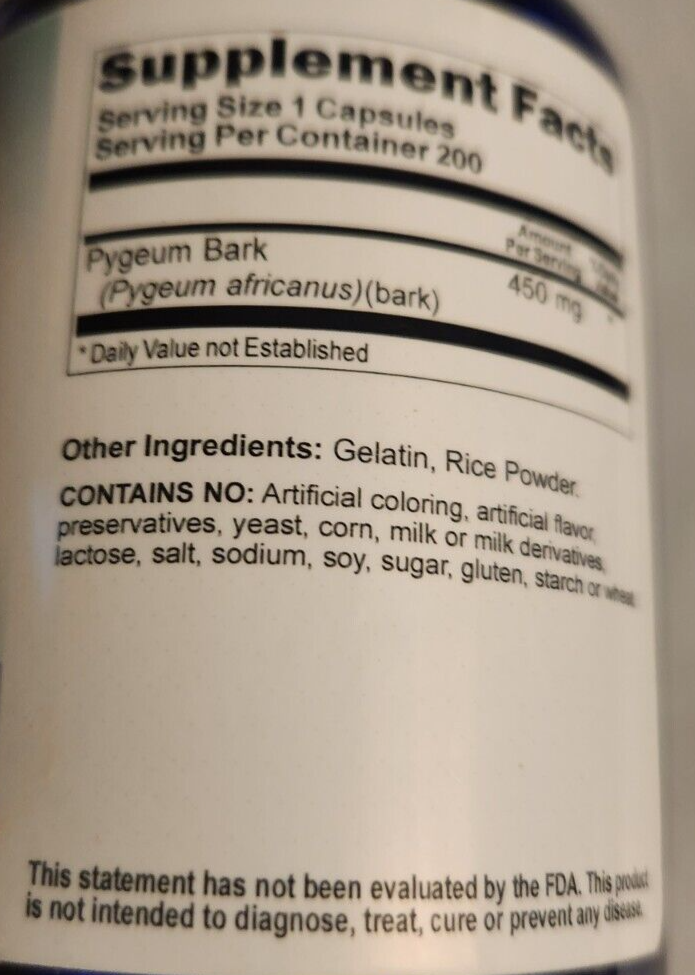 Supplement Facts
Serving Size 1 Capsules
Serving Per Container 200
Amount
Per Serving
Pygeum Bark
(Pygeum africanus)(bark)
450 mg
*
*Daily Value not Established
Other Ingredients: Gelatin, Rice Powder.
CONTAINS NO: Artificial coloring, artificial flavor,
preservatives, yeast, corn, milk or milk derivatives,
lactose, salt, sodium, soy, sugar, gluten, starch or wheat.
This statement has not been evaluated by the FDA. This product
is not intended to diagnose, treat, cure or prevent any disease.